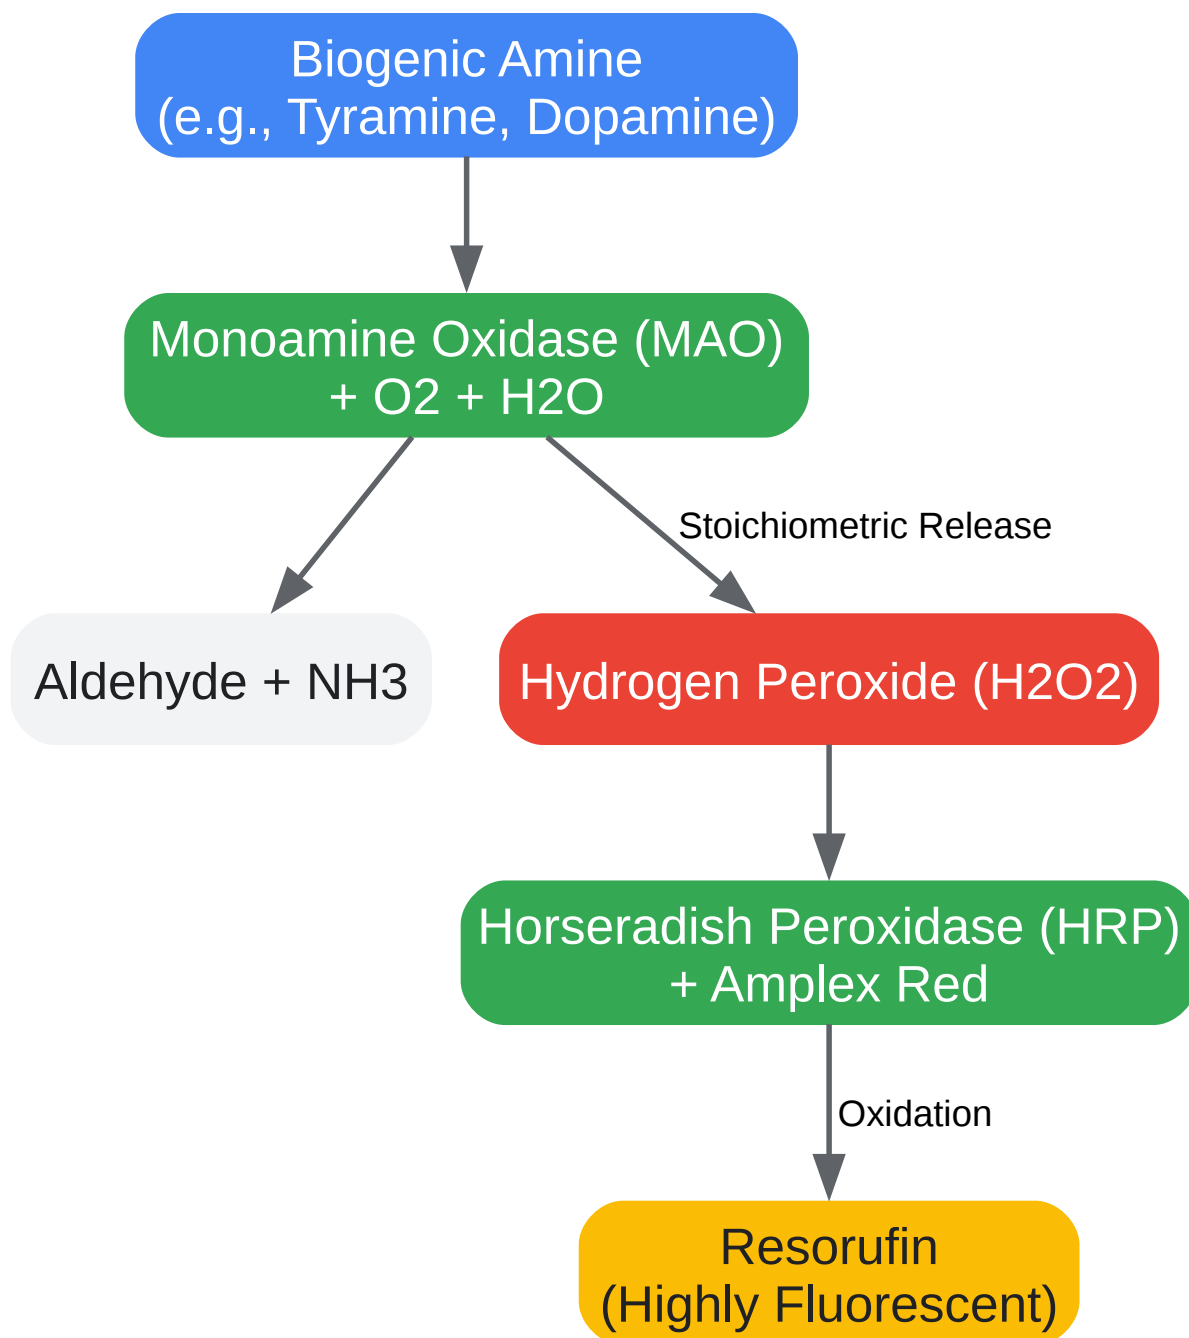 Biogenic Amine
(e.g., Tyramine, Dopamine)
Monoamine Oxidase (MAO)
+ O2 + H2O
Stoichiometric Release
Aldehyde + NH3
Hydrogen Peroxide (H2O2)
Horseradish Peroxidase (HRP)
+ Amplex Red
Oxidation
Resorufin
(Highly Fluorescent)